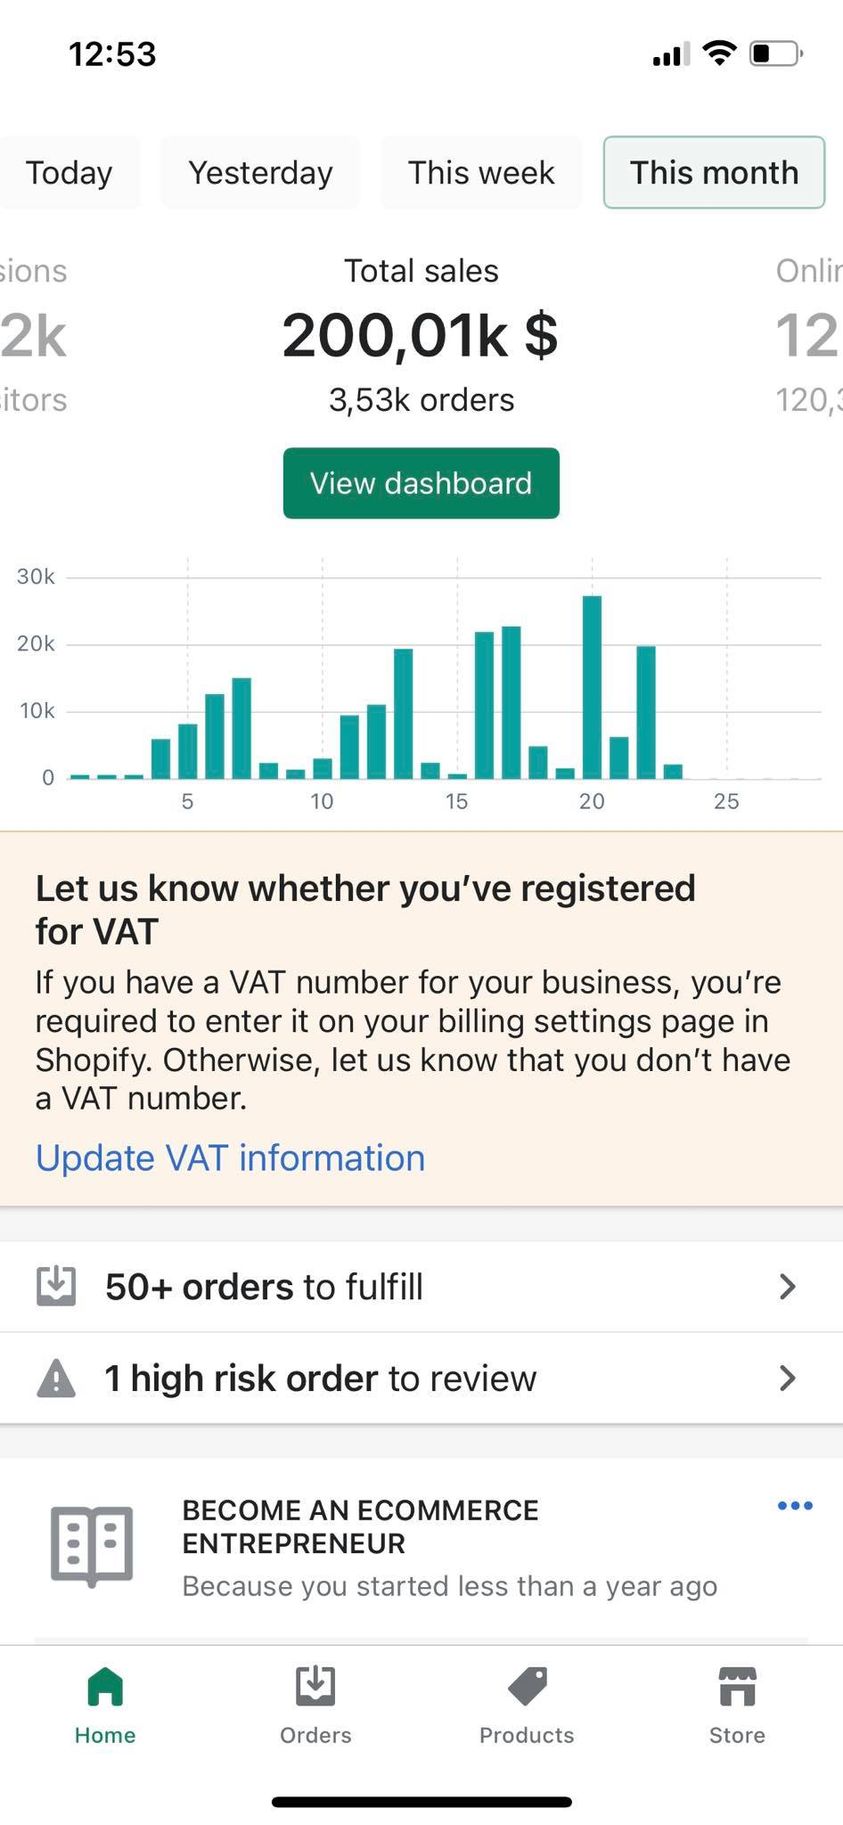 12:53
Today
Yesterday
This week
This month
sions
Total sales
Onlin
2k
200,01k $
12
itors
3,53k orders
120,3
View dashboard
30k
20k
10k
0
5
10
15
20
25
Let us know whether you’ve registered
for VAT
If you have a VAT number for your business, you’re
required to enter it on your billing settings page in
Shopify. Otherwise, let us know that you don’t have
a VAT number.
Update VAT information
50+ orders to fulfill
1 high risk order to review
BECOME AN ECOMMERCE
ENTREPRENEUR
Because you started less than a year ago
Home
Orders
Products
Store